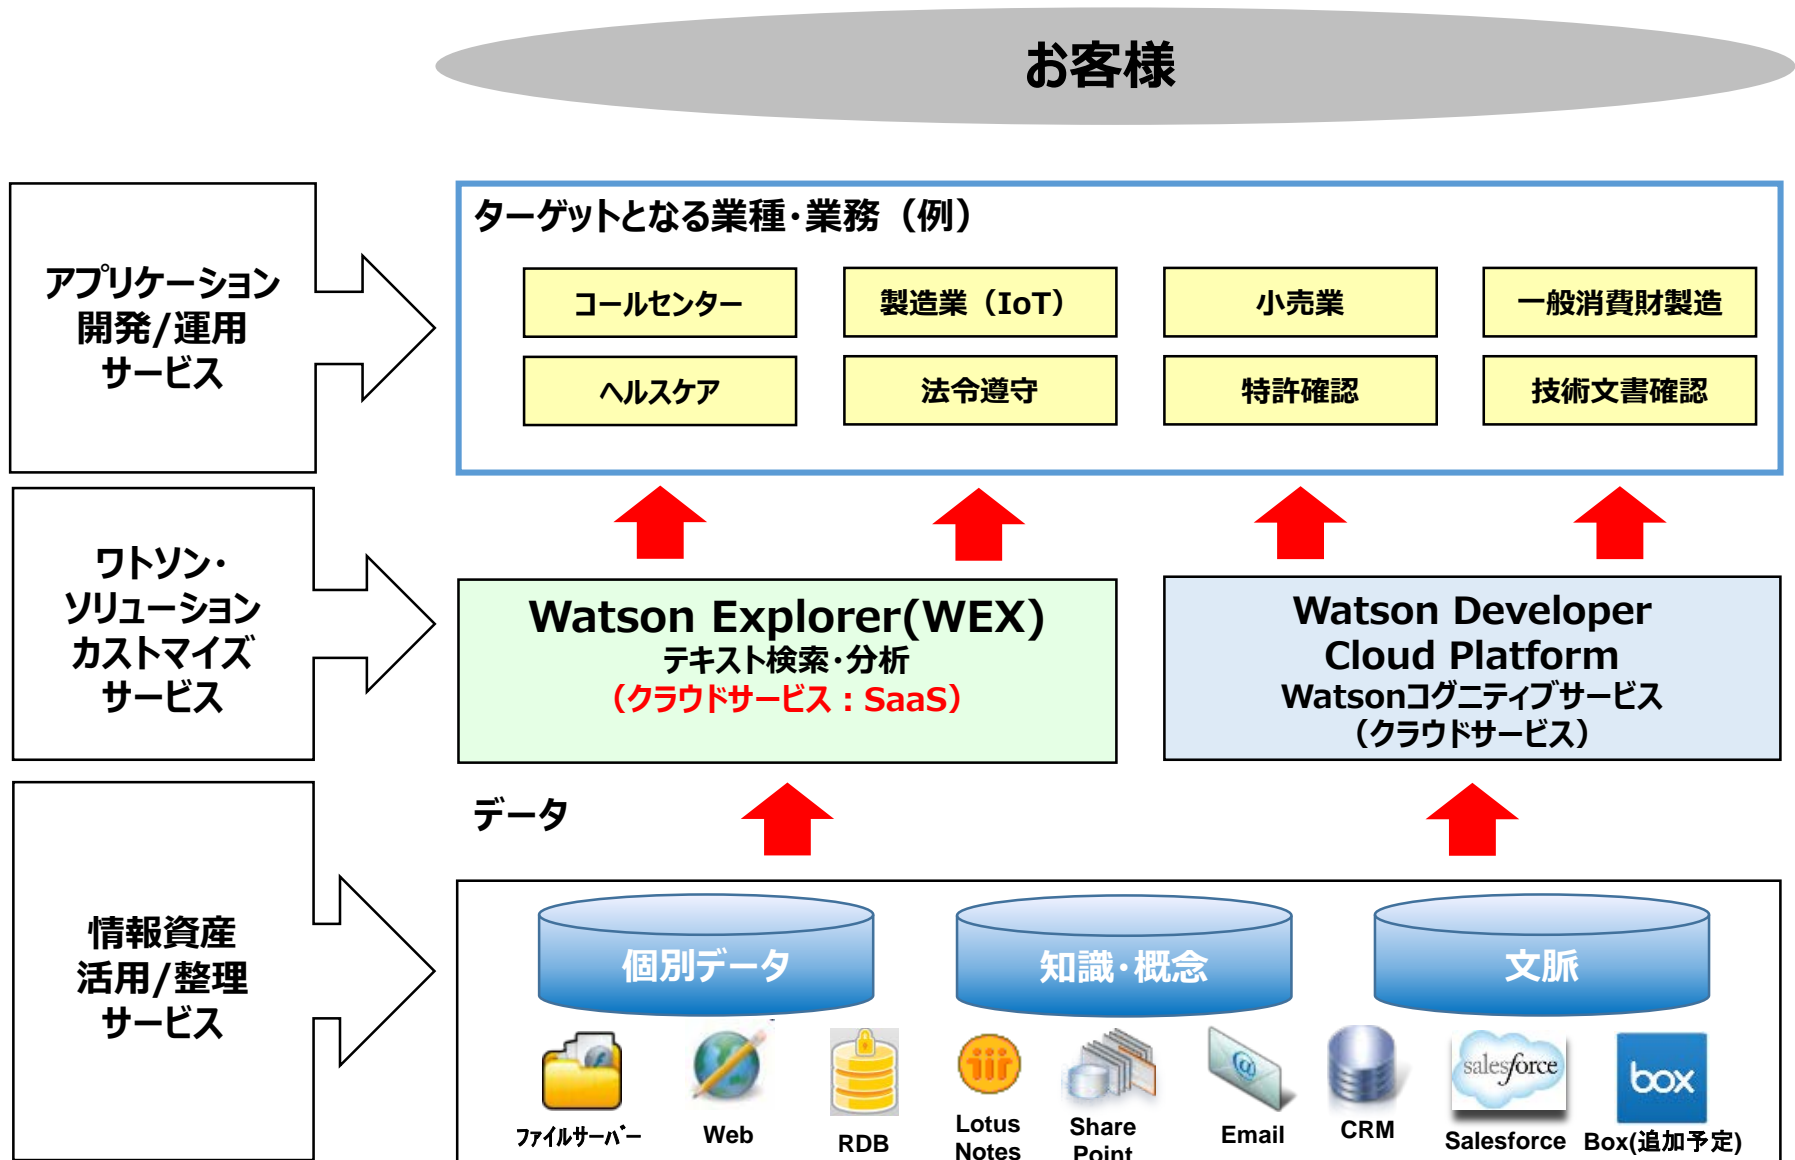 お客様
アプリケーション
開発/運用
サービス
ターゲットとなる業種・業務（例）
コールセンター
製造業（IoT）
小売業
一般消費財製造
ヘルスケア
法令遵守
特許確認
技術文書確認
ワトソン・
ソリューション
カストマイズ
サービス
Watson Explorer(WEX)
テキスト検索・分析
（クラウドサービス：SaaS）
Watson Developer
Cloud Platform
Watsonコグニティブサービス
（クラウドサービス）
データ
情報資産
活用/整理
サービス
個別データ
知識・概念
文脈
salesforce
box
ファイルサーバー
Web
RDB
Lotus
Notes
Share
Point
Email
CRM
Salesforce
Box(追加予定)